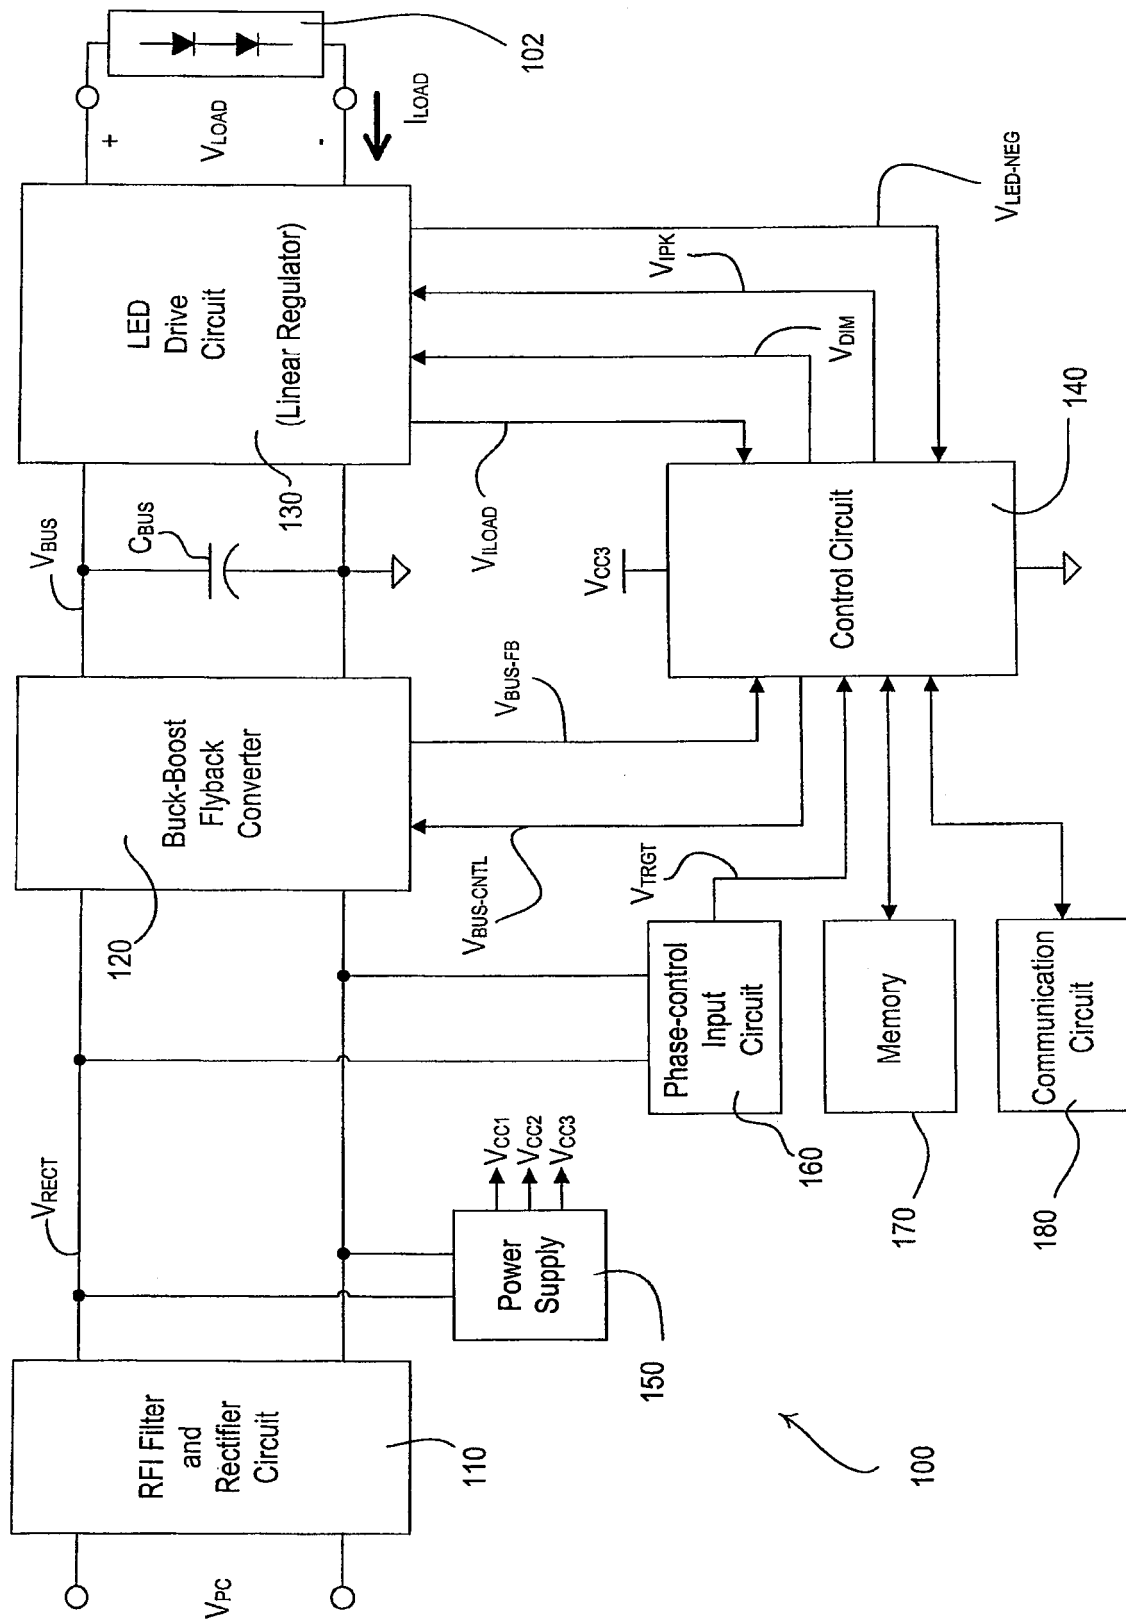 VPC
RFI Filter
and
Rectifier
Circuit
110
VRECT
Power
Supply
150
VCC1
VCC2
VCC3
Buck-Boost
Flyback
Converter
120
VBUS
CBUS
LED
Drive
Circuit
(Linear Regulator)
130
+
VLOAD
-
ILOAD
102
VBUS-CNTL
VBUS-FB
VILOAD
VDIM
VIPK
VLED-NEG
Phase-control
Input
Circuit
160
VTRGT
Memory
170
Communication
Circuit
180
VCC3
Control Circuit
140
100